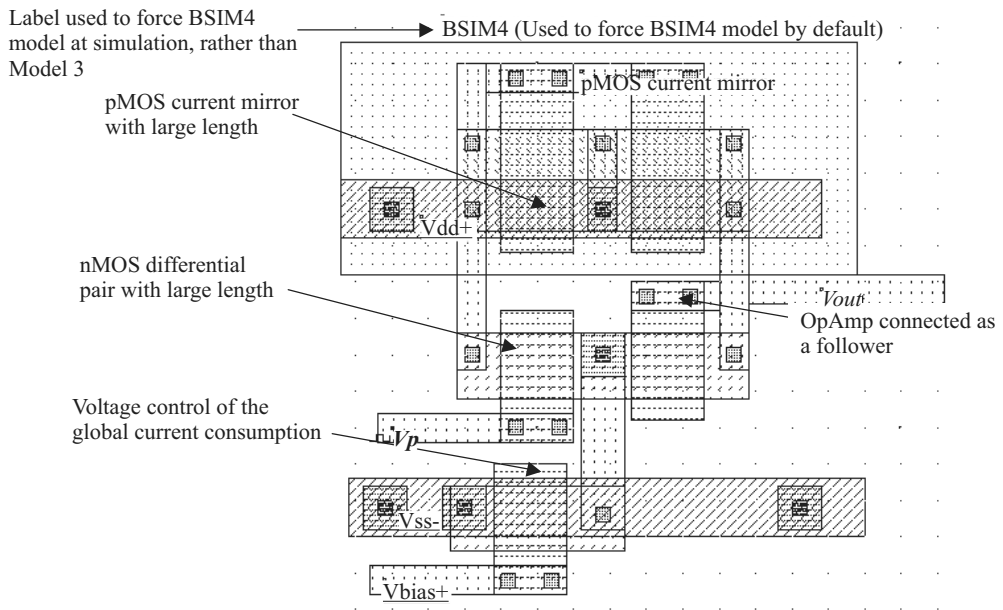 Label used to force BSIM4
model at simulation, rather than
Model 3
BSIM4 (Used to force BSIM4 model by default)
pMOS current mirror
pMOS current mirror
with large length
Vdd+
nMOS differential
pair with large length
Vout
OpAmp connected as
a follower
Voltage control of the
global current consumption
Vp
Vss-
Vbias+